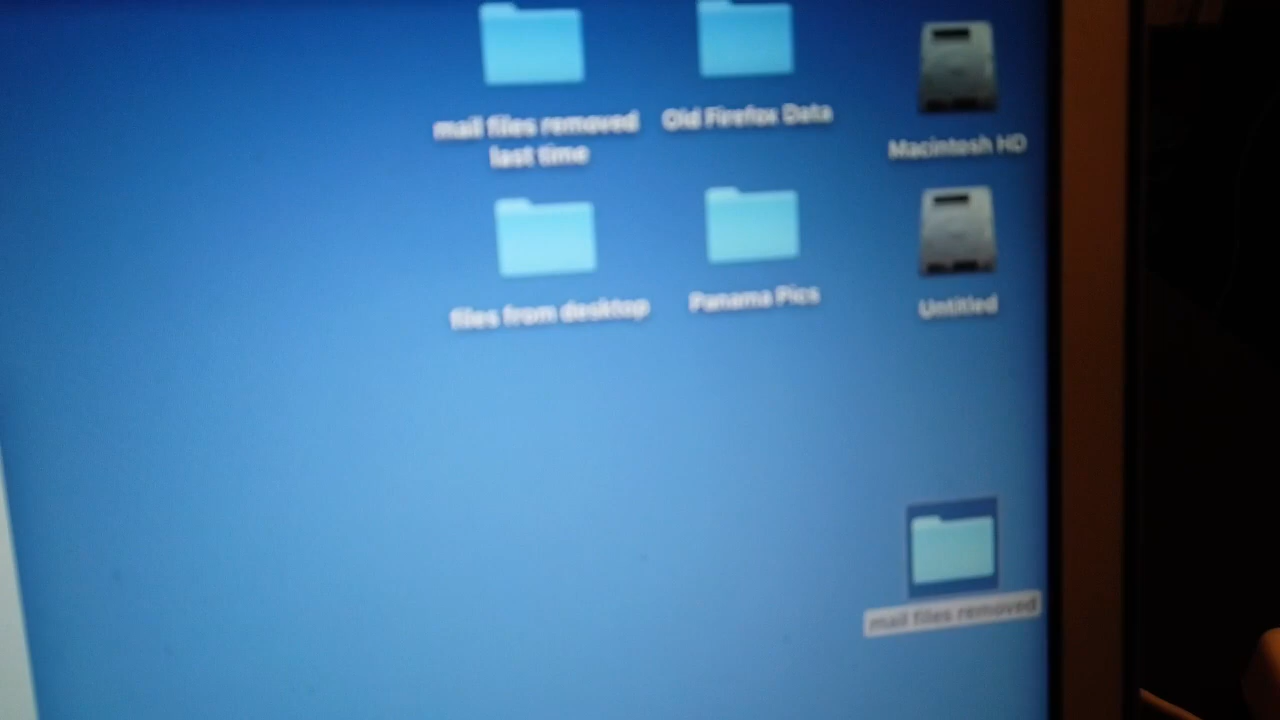 mail files removed
last time
Old Firefox Data
Macintosh HD
files from desktop
Panama Pics
Untitled
mail files removed